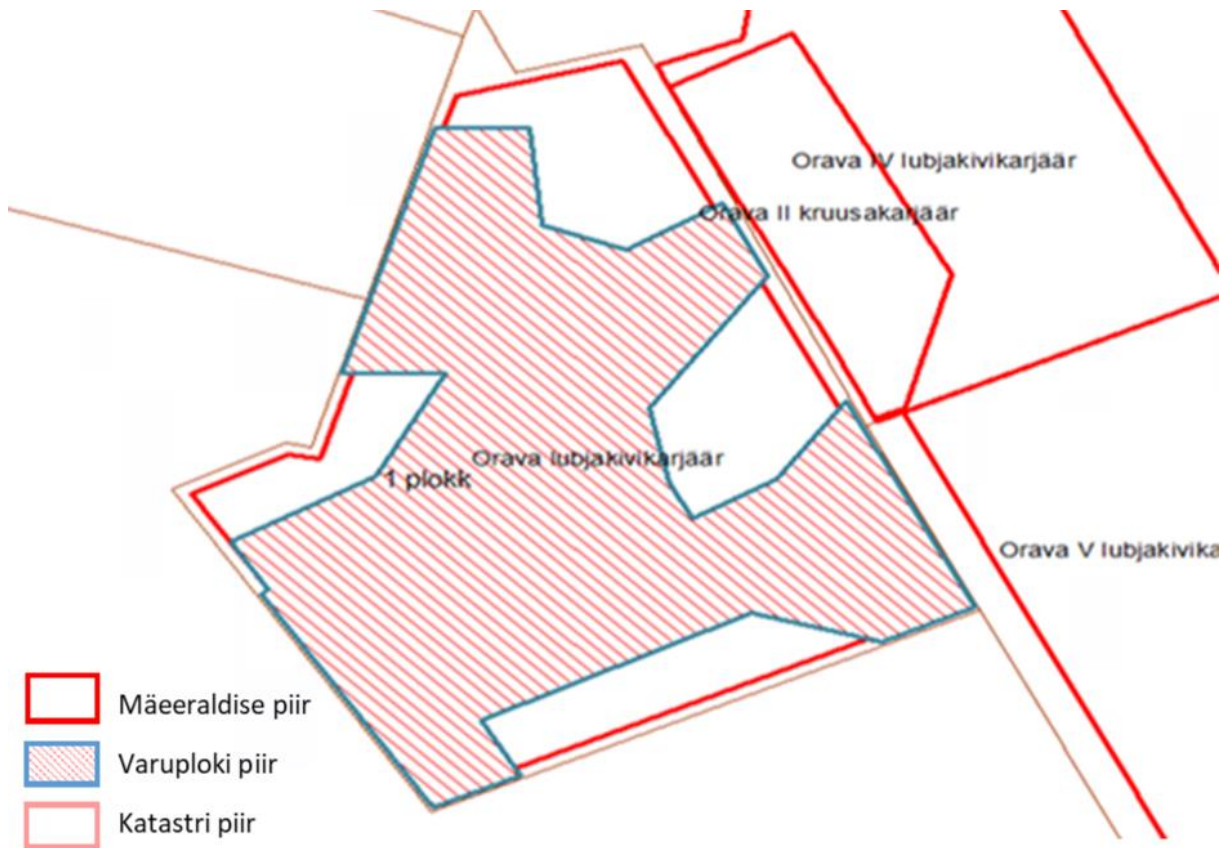 Orava IV lubjakivikarjäär
Orava II kruusakarjäär
Orava lubjakivikarjäär
1 plokk
Orava V lubjakivika
Mäeeraldise piir
Varuploki piir
Katastri piir